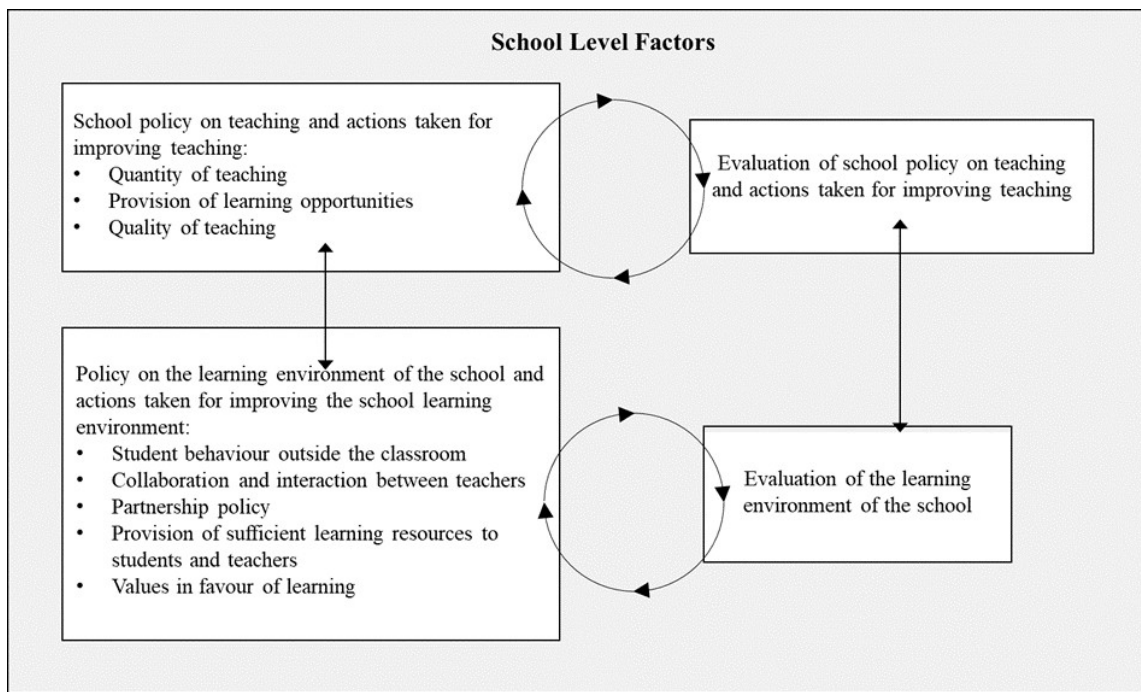 School Level Factors
School policy on teaching and actions taken for
improving teaching:
• Quantity of teaching
• Provision of learning opportunities
• Quality of teaching
Evaluation of school policy on teaching
and actions taken for improving teaching
Policy on the learning environment of the school and
actions taken for improving the school learning
environment:
• Student behaviour outside the classroom
• Collaboration and interaction between teachers
• Partnership policy
• Provision of sufficient learning resources to
students and teachers
• Values in favour of learning
Evaluation of the learning
environment of the school